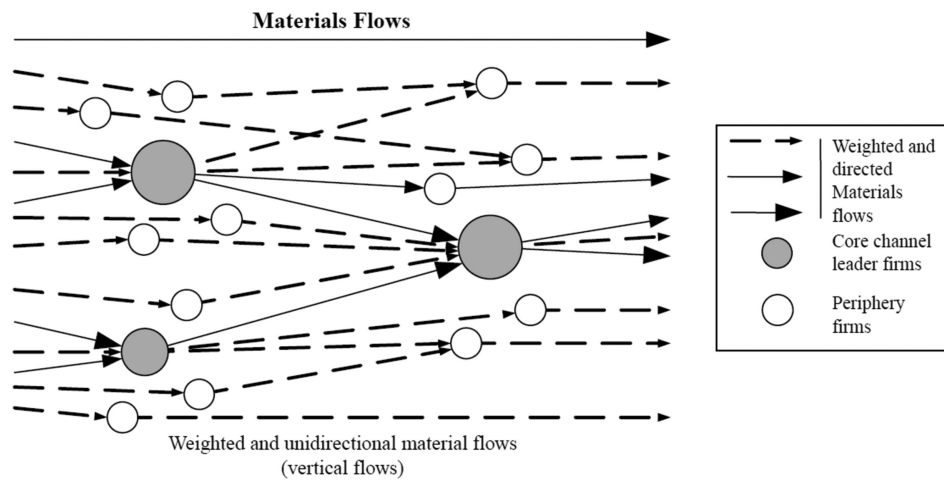 Materials Flows
Weighted and
directed
Materials
flows
Core channel
leader firms
Periphery
firms
Weighted and unidirectional material flows
(vertical flows)